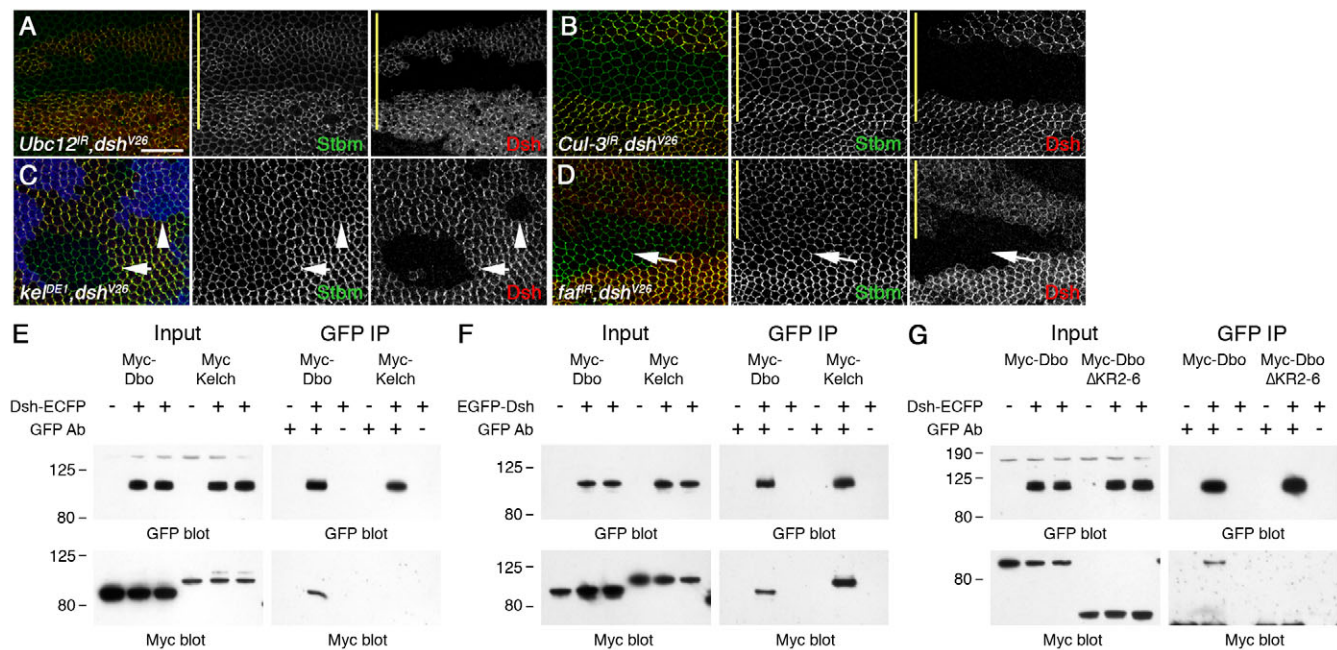 A
B
Ubc12IR,dshV26
Stbm
Dsh
Cul-3IR,dshV26
Stbm
Dsh
C
D
kelDE1,dshV26
Stbm
Dsh
fafIR,dshV26
Stbm
Dsh
E
Input
GFP IP
Myc-Dbo
Myc Kelch
Myc-Dbo
Myc-Kelch
Dsh-ECFP - + + - + + - + + - + +
GFP Ab + + - + + -
125
80
GFP blot
GFP blot
125
80
Myc blot
Myc blot
F
Input
GFP IP
Myc-Dbo
Myc Kelch
Myc-Dbo
Myc-Kelch
EGFP-Dsh - + + - + + - + + - + +
GFP Ab + + - + + -
125
80
GFP blot
GFP blot
125
80
Myc blot
Myc blot
G
Input
GFP IP
Myc-Dbo
Myc-Dbo ΔKR2-6
Myc-Dbo
Myc-Dbo ΔKR2-6
Dsh-ECFP - + + - + + - + + - + +
GFP Ab + + - + + -
190
125
80
GFP blot
GFP blot
80
Myc blot
Myc blot